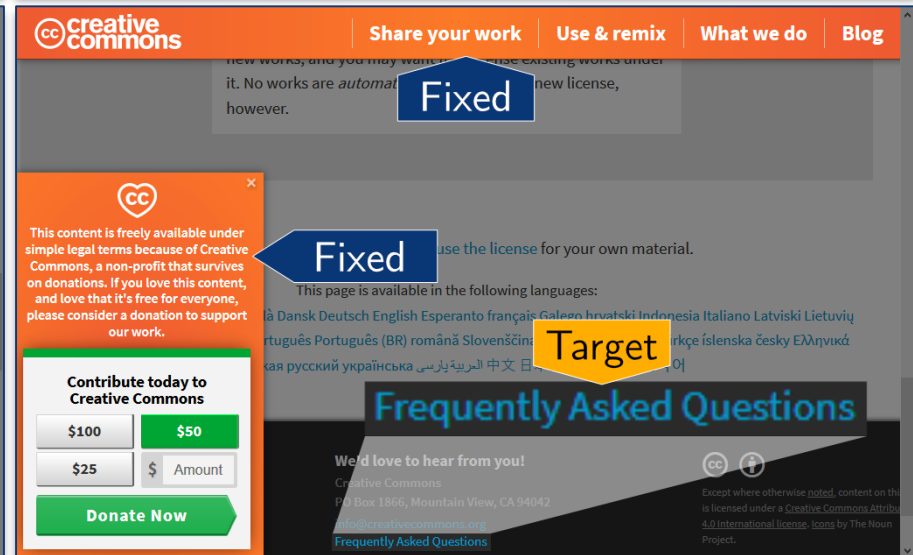 cc creative commons
Share your work
Use & remix
What we do
Blog
new works, and you may want
se existing works under
it. No works are automat
new license,
however.
Fixed
×
cc
This content is freely available under
simple legal terms because of Creative
Commons, a non-profit that survives
on donations. If you love this content,
and love that it's free for everyone,
please consider a donation to support
our work.
Fixed
use the license for your own material.
This page is available in the following languages:
Dansk Deutsch English Esperanto français Galego hrvatski Indonesia Italiano Latviski Lietuvių
Português (BR) română Slovenščina
íslenska česky Ελληνικά
русский українська العربية پارسی 中文
Target
Frequently Asked Questions
Contribute today to
Creative Commons
$100
$50
$25
$ Amount
Donate Now
We'd love to hear from you!
Creative Commons
PO Box 1866, Mountain View, CA 94042
info@creativecommons.org
Frequently Asked Questions
cc
Except where otherwise noted, content on thi
is licensed under a Creative Commons Attribu
4.0 International license. Icons by The Noun
Project.